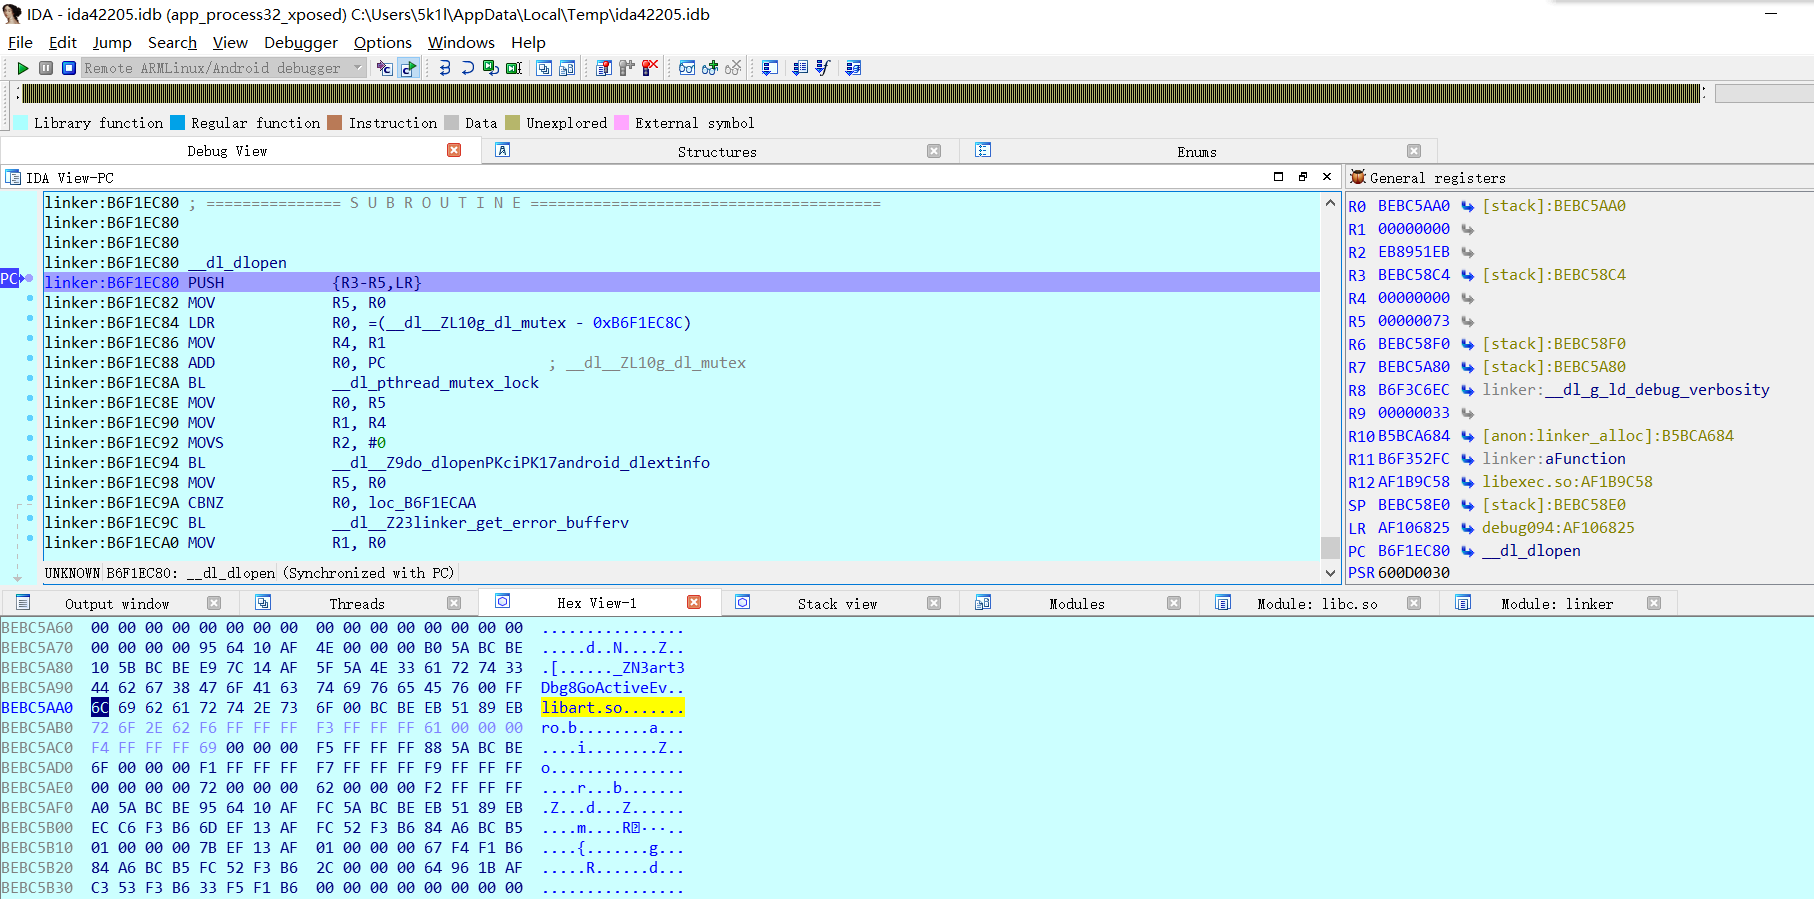 IDA - ida42205.idb (app_process32_xposed) C:\Users\5k1l\AppData\Local\Temp\ida42205.idb
File Edit Jump Search View Debugger Options Windows Help
Remote ARMLinux/Android debugger
Library function Regular function Instruction Data Unexplored External symbol
Debug View Structures Enums
IDA View-PC
linker:B6F1EC80 ; =============== S U B R O U T I N E =======================================
linker:B6F1EC80
linker:B6F1EC80
linker:B6F1EC80 __dl_dlopen
PC
linker:B6F1EC80 PUSH {R3-R5,LR}
linker:B6F1EC82 MOV R5, R0
linker:B6F1EC84 LDR R0, =(__dl__ZL10g_dl_mutex - 0xB6F1EC8C)
linker:B6F1EC86 MOV R4, R1
linker:B6F1EC88 ADD R0, PC ; __dl__ZL10g_dl_mutex
linker:B6F1EC8A BL __dl_pthread_mutex_lock
linker:B6F1EC8E MOV R0, R5
linker:B6F1EC90 MOV R1, R4
linker:B6F1EC92 MOVS R2, #0
linker:B6F1EC94 BL __dl__Z9do_dlopenPKciPK17android_dlextinfo
linker:B6F1EC98 MOV R5, R0
linker:B6F1EC9A CBNZ R0, loc_B6F1ECAA
linker:B6F1EC9C BL __dl__Z23linker_get_error_bufferv
linker:B6F1ECA0 MOV R1, R0
UNKNOWN B6F1EC80: __dl_dlopen (Synchronized with PC)
General registers
R0 BEBC5AA0 [stack]:BEBC5AA0
R1 00000000
R2 EB8951EB
R3 BEBC58C4 [stack]:BEBC58C4
R4 00000000
R5 00000073
R6 BEBC58F0 [stack]:BEBC58F0
R7 BEBC5A80 [stack]:BEBC5A80
R8 B6F3C6EC linker:__dl_g_ld_debug_verbosity
R9 00000033
R10 B5BCA684 [anon:linker_alloc]:B5BCA684
R11 B6F352FC linker:aFunction
R12 AF1B9C58 libexec.so:AF1B9C58
SP BEBC58E0 [stack]:BEBC58E0
LR AF106825 debug094:AF106825
PC B6F1EC80 __dl_dlopen
PSR 600D0030
Output window Threads Hex View-1 Stack view Modules Module: libc.so Module: linker
BEBC5A60 00 00 00 00 00 00 00 00 00 00 00 00 00 00 00 00 ................
BEBC5A70 00 00 00 00 95 64 10 AF 4E 00 00 00 B0 5A BC BE .....d..N....Z..
BEBC5A80 10 5B BC BE E9 7C 14 AF 5F 5A 4E 33 61 72 74 33 .[......_ZN3art3
BEBC5A90 44 62 67 38 47 6F 41 63 74 69 76 65 45 76 00 FF Dbg8GoActiveEv..
BEBC5AA0 6C 69 62 61 72 74 2E 73 6F 00 BC BE EB 51 89 EB libart.so.......
BEBC5AB0 72 6F 2E 62 F6 FF FF FF F3 FF FF FF 61 00 00 00 ro.b........a...
BEBC5AC0 F4 FF FF FF 69 00 00 00 F5 FF FF FF 88 5A BC BE ....i........Z..
BEBC5AD0 6F 00 00 00 F1 FF FF FF F7 FF FF FF F9 FF FF FF o...............
BEBC5AE0 00 00 00 00 72 00 00 00 62 00 00 00 F2 FF FF FF ....r...b.......
BEBC5AF0 A0 5A BC BE 95 64 10 AF FC 5A BC BE EB 51 89 EB .Z...d...Z......
BEBC5B00 EC C6 F3 B6 6D EF 13 AF FC 52 F3 B6 84 A6 BC B5 ....m....R
BEBC5B10 01 00 00 00 7B EF 13 AF 01 00 00 00 67 F4 F1 B6 ....{.......g...
BEBC5B20 84 A6 BC B5 FC 52 F3 B6 2C 00 00 00 64 96 1B AF .....R......d...
BEBC5B30 C3 53 F3 B6 33 F5 F1 B6 00 00 00 00 00 00 00 00 ................